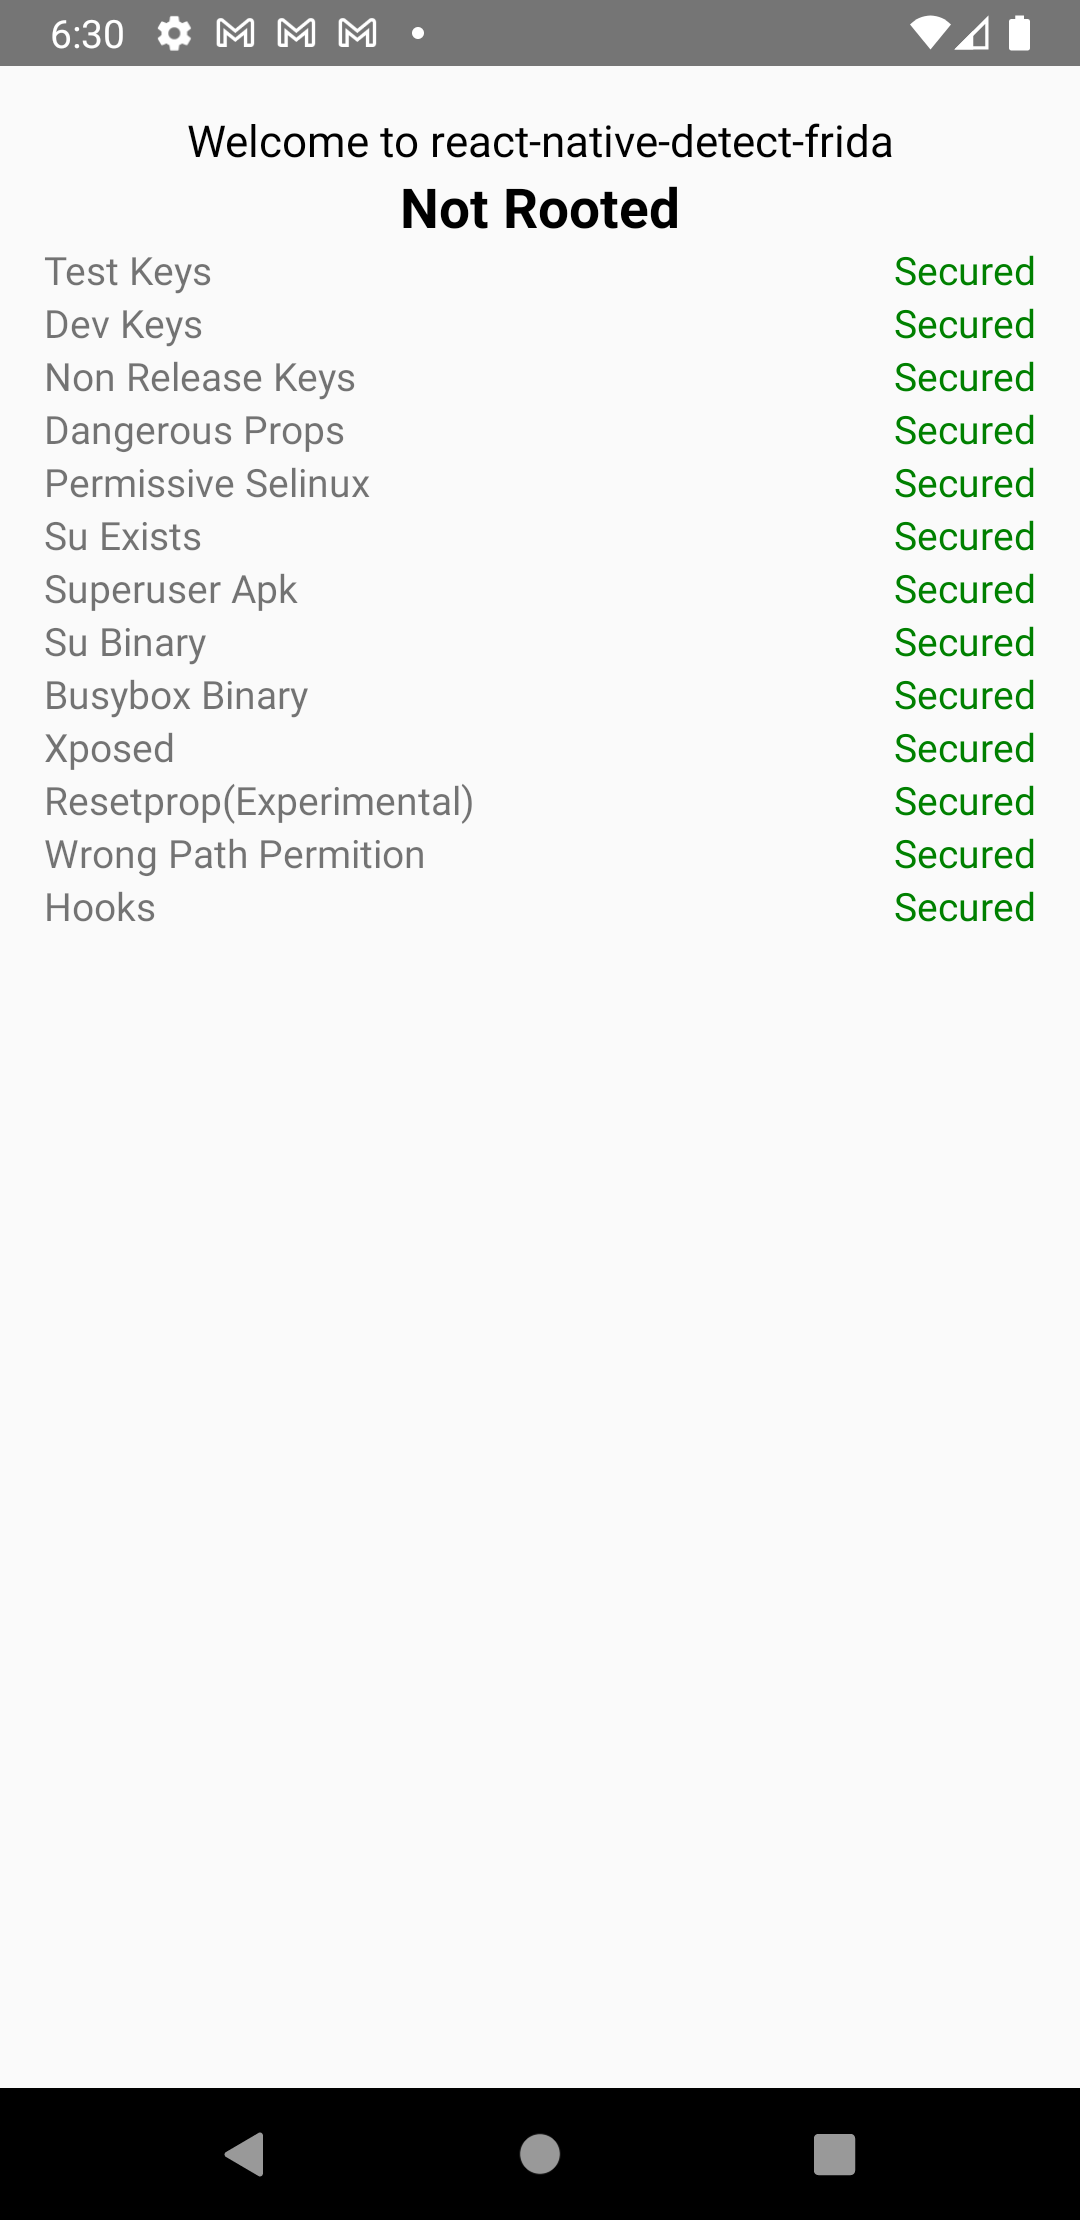 6:30
Welcome to react-native-detect-frida
Not Rooted
Test Keys Secured
Dev Keys Secured
Non Release Keys Secured
Dangerous Props Secured
Permissive Selinux Secured
Su Exists Secured
Superuser Apk Secured
Su Binary Secured
Busybox Binary Secured
Xposed Secured
Resetprop(Experimental) Secured
Wrong Path Permition Secured
Hooks Secured